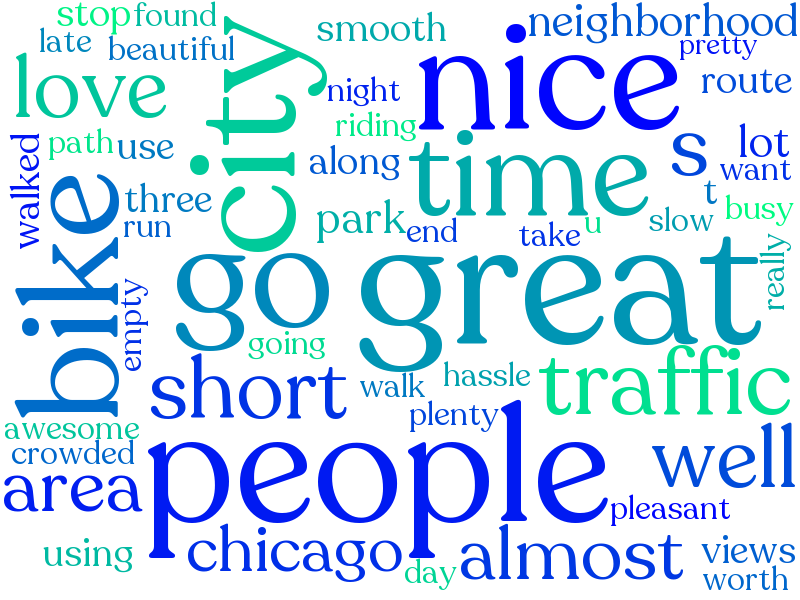 stop found
late beautiful
smooth
neighborhood
pretty
love
city
nice
night
route
riding
path use
walked
along
time
s
lot
want
bike
three
run
park
end
take
u
t
slow
busy
really
go
great
empty
going
short
walk
hassle
traffic
plenty
awesome
crowded
people
well
area
pleasant
using
chicago
day
almost
views
worth